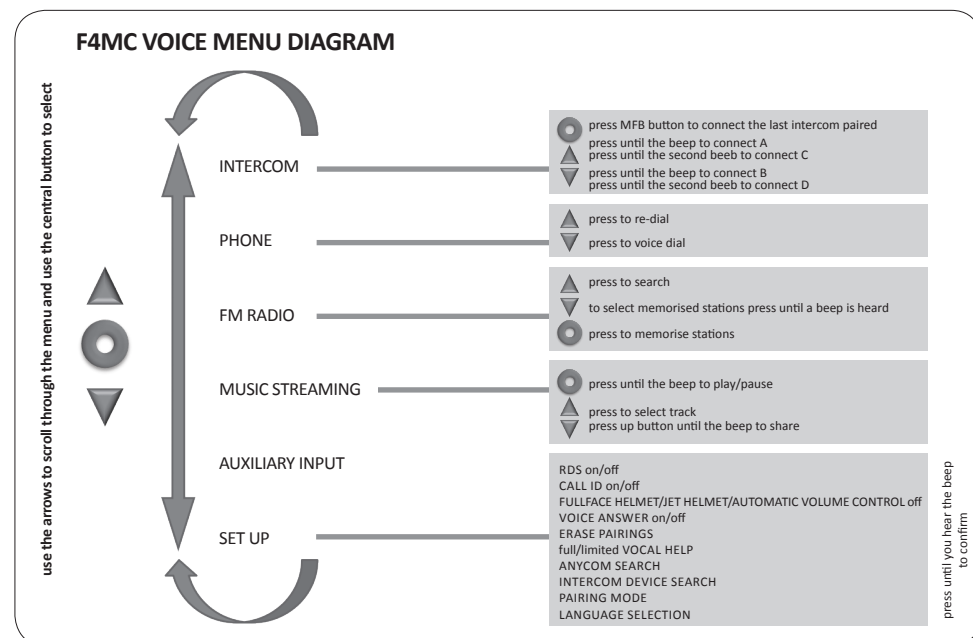 F4MC VOICE MENU DIAGRAM
use the arrows to scroll through the menu and use the central button to select
INTERCOM
press MFB button to connect the last intercom paired
press until the beep to connect A
press until the second beeb to connect C
press until the beep to connect B
press until the second beeb to connect D
PHONE
press to re-dial
press to voice dial
FM RADIO
press to search
to select memorised stations press until a beep is heard
press to memorise stations
MUSIC STREAMING
press until the beep to play/pause
press to select track
press up button until the beep to share
AUXILIARY INPUT
SET UP
RDS on/off
CALL ID on/off
FULLFACE HELMET/JET HELMET/AUTOMATIC VOLUME CONTROL off
VOICE ANSWER on/off
ERASE PAIRINGS
full/limited VOCAL HELP
ANYCOM SEARCH
INTERCOM DEVICE SEARCH
PAIRING MODE
LANGUAGE SELECTION
press until you hear the beep
to confirm